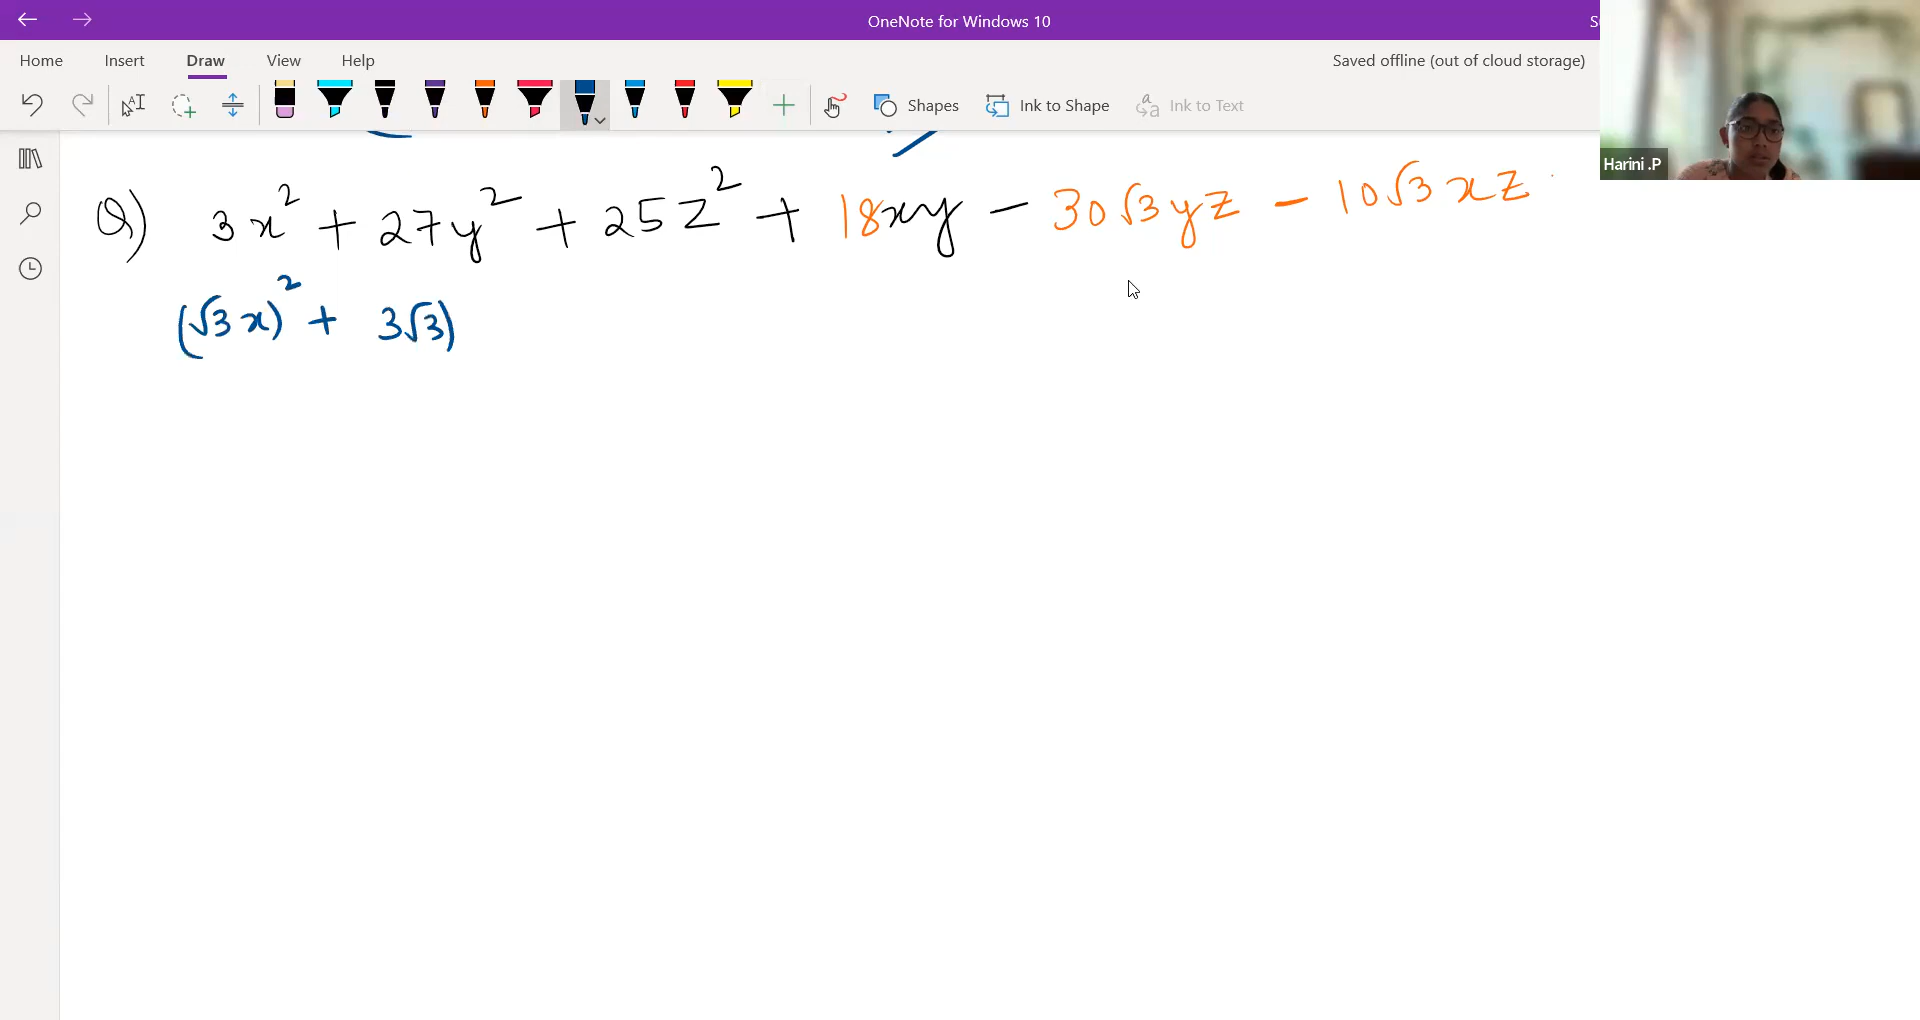 OneNote for Windows 10
Home Insert Draw View Help Saved offline (out of cloud storage)
Shapes Ink to Shape Ink to Text
Harini .P
Q) 3x² + 27y² + 25z² + 18xy - 30√3yz - 10√3xz
(√3x)² + 3√3)